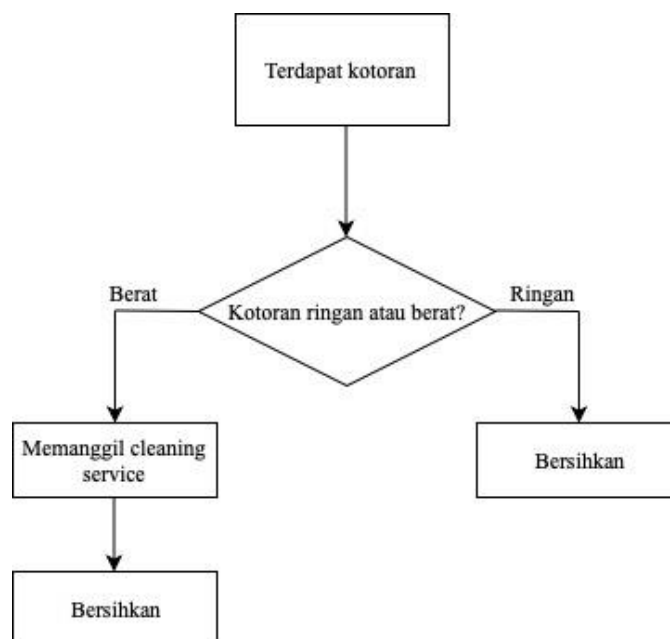 Terdapat kotoran
Berat
Ringan
Kotoran ringan atau berat?
Memanggil cleaning
service
Bersihkan
Bersihkan